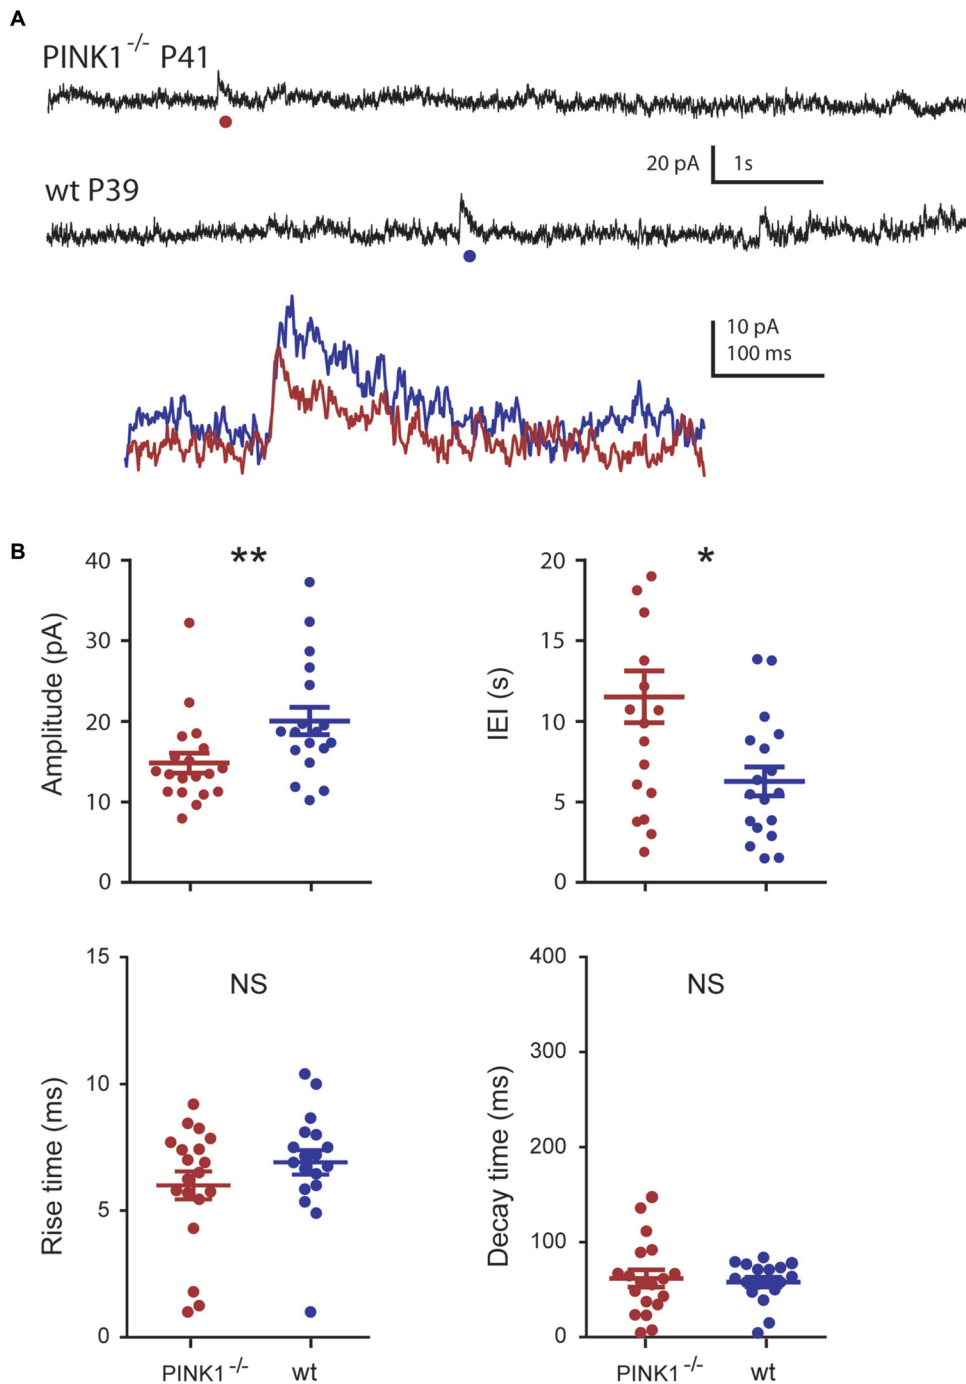 A
PINK1-/- P41
20 pA 1s
wt P39
10 pA
100 ms
B
Amplitude (pA)
40
30
20
10
0
**
IEI (s)
20
15
10
5
0
*
Rise time (ms)
15
10
5
0
NS
PINK1-/- wt
Decay time (ms)
400
300
200
100
0
NS
PINK1-/- wt